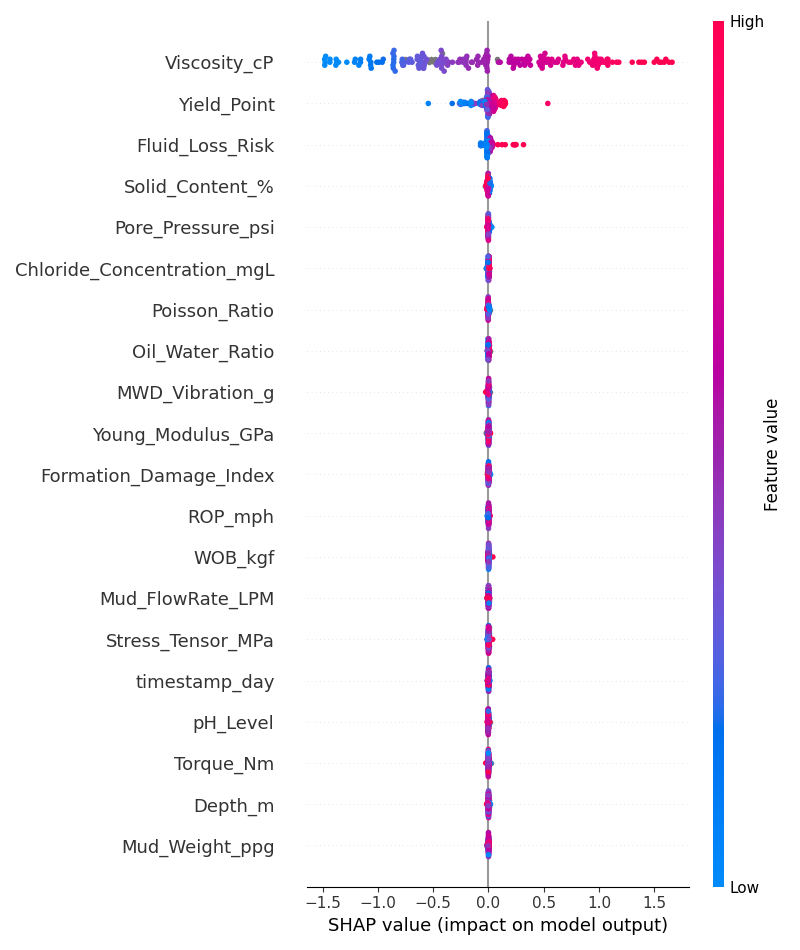 High
Viscosity_cP
Yield_Point
Fluid_Loss_Risk
Solid_Content_%
Pore_Pressure_psi
Chloride_Concentration_mgL
Poisson_Ratio
Oil_Water_Ratio
MWD_Vibration_g
Young_Modulus_GPa
Formation_Damage_Index
ROP_mph
WOB_kgf
Mud_FlowRate_LPM
Stress_Tensor_MPa
timestamp_day
pH_Level
Torque_Nm
Depth_m
Mud_Weight_ppg
Feature value
Low
−1.5 −1.0 −0.5 0.0 0.5 1.0 1.5
SHAP value (impact on model output)